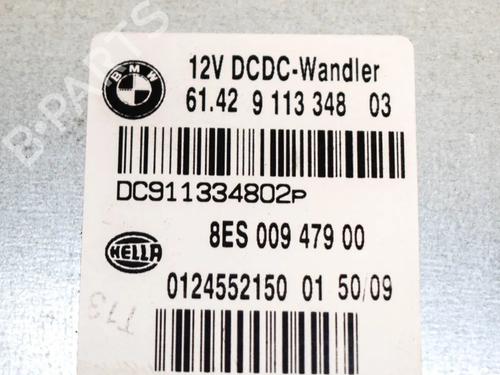 BMW
12V DCDC-Wandler
61.42 9 113 348 03
DC911334802P
HELLA
8ES 009 479 00
0124552150 01 50/09
T13
B-PARTS